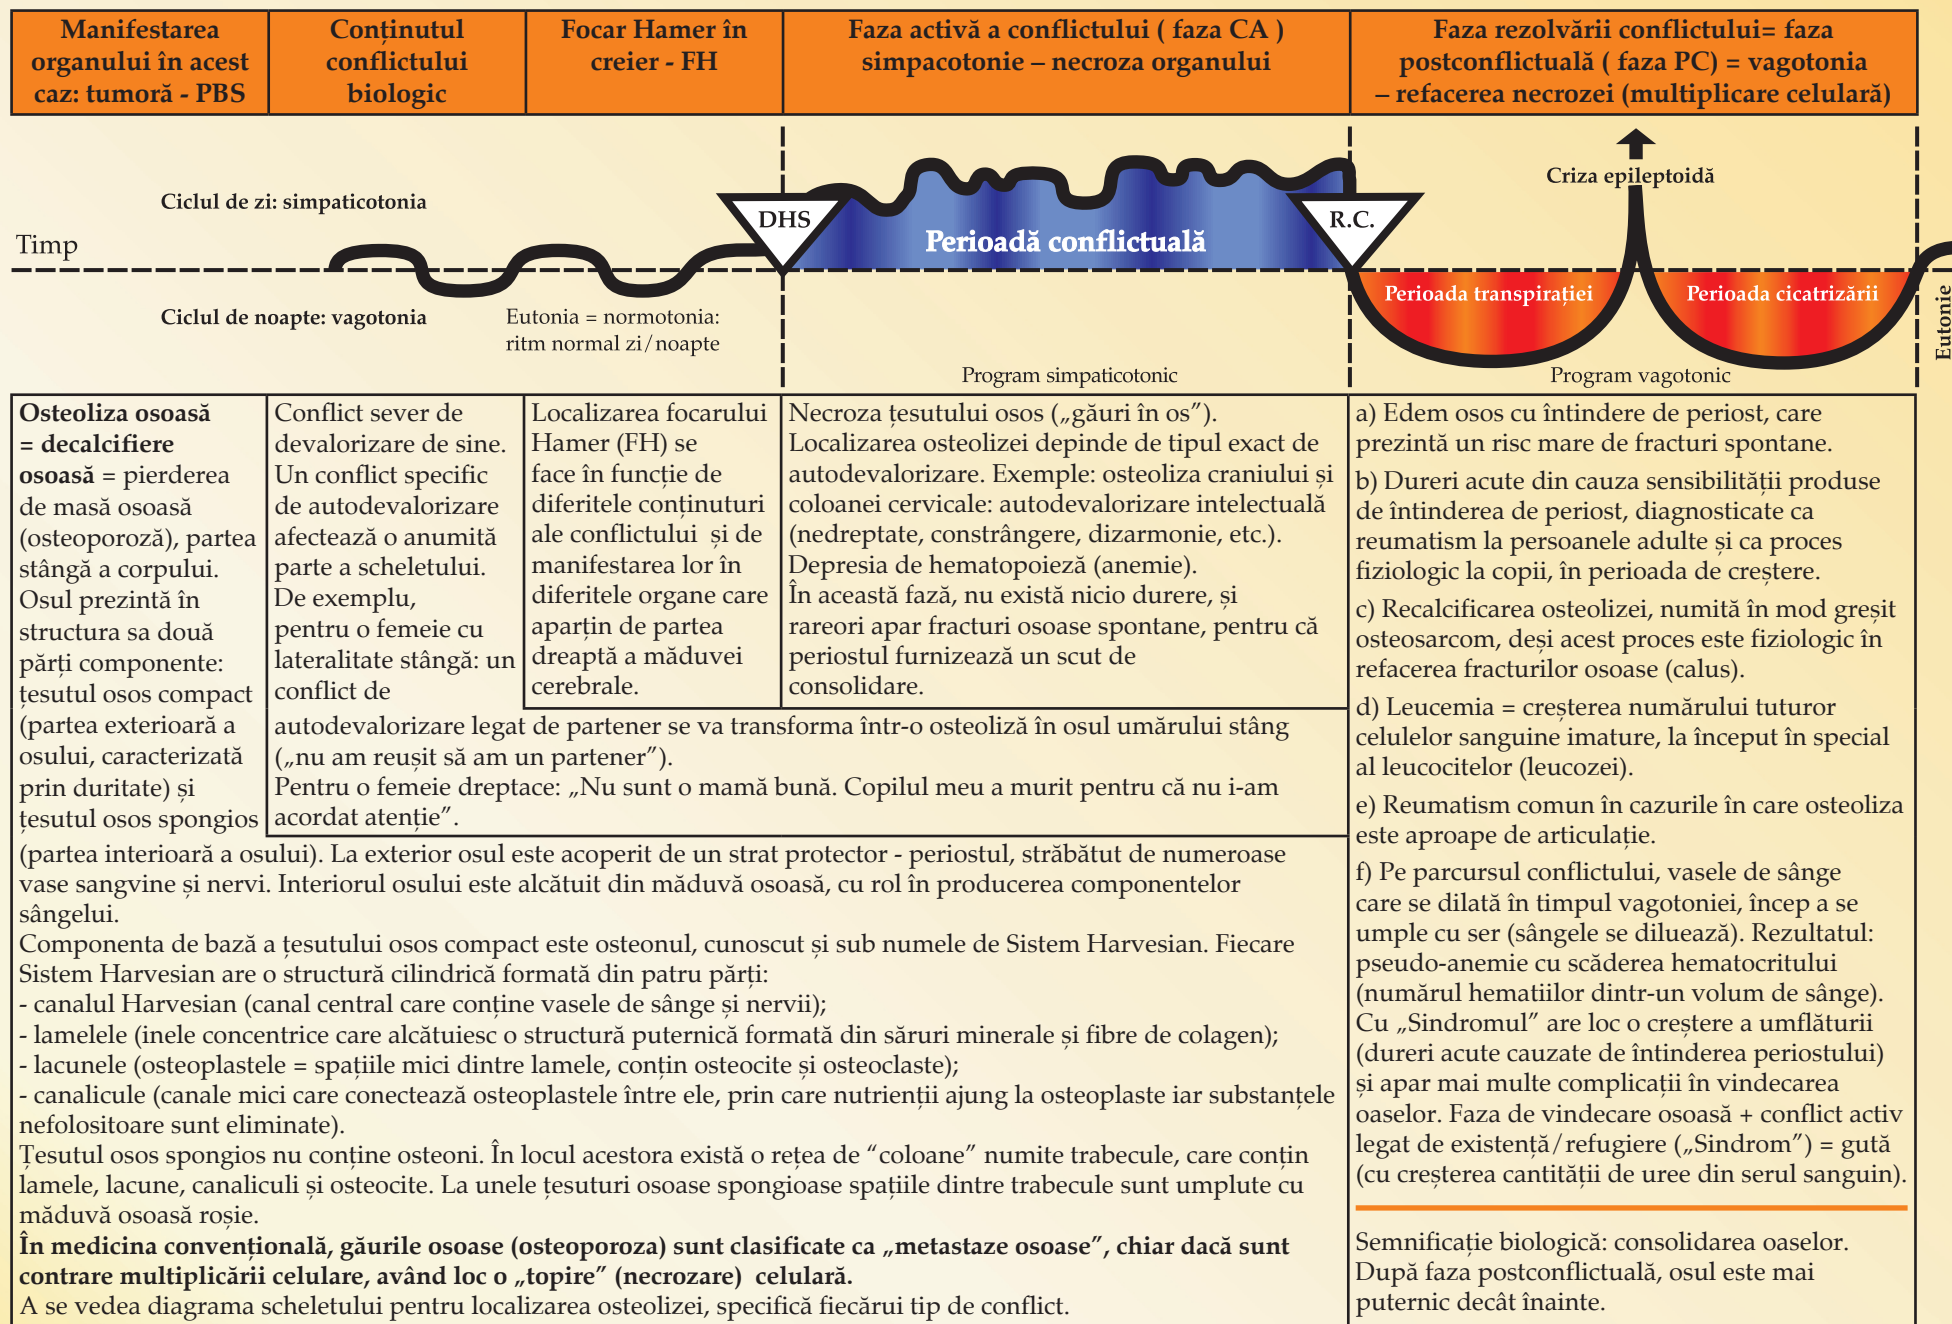 Manifestarea
organului în acest
caz: tumoră - PBS
Conținutul
conflictului
biologic
Focar Hamer în
creier - FH
Faza activă a conflictului ( faza CA )
simpacotonie – necroza organului
Faza rezolvării conflictului= faza
postconflictuală ( faza PC) = vagotonia
– refacerea necrozei (multiplicare celulară)
Ciclul de zi: simpaticotonia
Timp
Ciclul de noapte: vagotonia
Eutonia = normotonia:
ritm normal zi/noapte
DHS
Perioadă conflictuală
R.C.
Program simpaticotonic
Criza epileptoidă
Perioada transpirației
Perioada cicatrizării
Program vagotonic
Eutonie
Osteoliza osoasă
= decalcifiere
osoasă = pierderea
de masă osoasă
(osteoporoză), partea
stângă a corpului.
Osul prezintă în
structura sa două
părți componente:
țesutul osos compact
(partea exterioară a
osului, caracterizată
prin duritate) și
țesutul osos spongios
Conflict sever de
devalorizare de sine.
Un conflict specific
de autodevalorizare
afectează o anumită
parte a scheletului.
De exemplu,
pentru o femeie cu
lateralitate stângă: un
conflict de
Localizarea focarului
Hamer (FH) se
face în funcție de
diferitele conținuturi
ale conflictului  și de
manifestarea lor în
diferitele organe care
aparțin de partea
dreaptă a măduvei
cerebrale.
Necroza țesutului osos („găuri în os”).
Localizarea osteolizei depinde de tipul exact de
autodevalorizare. Exemple: osteoliza craniului și
coloanei cervicale: autodevalorizare intelectuală
(nedreptate, constrângere, dizarmonie, etc.).
Depresia de hematopoieză (anemie).
În această fază, nu există nicio durere, și
rareori apar fracturi osoase spontane, pentru că
periostul furnizează un scut de
consolidare.
autodevalorizare legat de partener se va transforma într-o osteoliză în osul umărului stâng
(„nu am reușit să am un partener”).
Pentru o femeie dreptace: „Nu sunt o mamă bună. Copilul meu a murit pentru că nu i-am
acordat atenție”.
(partea interioară a osului). La exterior osul este acoperit de un strat protector - periostul, străbătut de numeroase
vase sangvine și nervi. Interiorul osului este alcătuit din măduvă osoasă, cu rol în producerea componentelor
sângelui.
Componenta de bază a țesutului osos compact este osteonul, cunoscut și sub numele de Sistem Harvesian. Fiecare
Sistem Harvesian are o structură cilindrică formată din patru părți:
- canalul Harvesian (canal central care conține vasele de sânge și nervii);
- lamelele (inele concentrice care alcătuiesc o structură puternică formată din săruri minerale și fibre de colagen);
- lacunele (osteoplastele = spațiile mici dintre lamele, conțin osteocite și osteoclaste);
- canalicule (canale mici care conectează osteoplastele între ele, prin care nutrienții ajung la osteoplaste iar substanțele
nefolositoare sunt eliminate).
Țesutul osos spongios nu conține osteoni. În locul acestora există o rețea de “coloane” numite trabecule, care conțin
lamele, lacune, canaliculi și osteocite. La unele țesuturi osoase spongioase spațiile dintre trabecule sunt umplute cu
măduvă osoasă roșie.
În medicina convențională, găurile osoase (osteoporoza) sunt clasificate ca „metastaze osoase”, chiar dacă sunt
contrare multiplicării celulare, având loc o „topire” (necrozare)  celulară.
A se vedea diagrama scheletului pentru localizarea osteolizei, specifică fiecărui tip de conflict.
a) Edem osos cu întindere de periost, care
prezintă un risc mare de fracturi spontane.
b) Dureri acute din cauza sensibilității produse
de întinderea de periost, diagnosticate ca
reumatism la persoanele adulte și ca proces
fiziologic la copii, în perioada de creștere.
c) Recalcificarea osteolizei, numită în mod greșit
osteosarcom, deși acest proces este fiziologic în
refacerea fracturilor osoase (calus).
d) Leucemia = creșterea numărului tuturor
celulelor sanguine imature, la început în special
al leucocitelor (leucozei).
e) Reumatism comun în cazurile în care osteoliza
este aproape de articulație.
f) Pe parcursul conflictului, vasele de sânge
care se dilată în timpul vagotoniei, încep a se
umple cu ser (sângele se diluează). Rezultatul:
pseudo-anemie cu scăderea hematocritului
(numărul hematiilor dintr-un volum de sânge).
Cu „Sindromul” are loc o creștere a umflăturii
(dureri acute cauzate de întinderea periostului)
și apar mai multe complicații în vindecarea
oaselor. Faza de vindecare osoasă + conflict activ
legat de existență/refugiere („Sindrom”) = gută
(cu creșterea cantității de uree din serul sanguin).
Semnificație biologică: consolidarea oaselor.
După faza postconflictuală, osul este mai
puternic decât înainte.